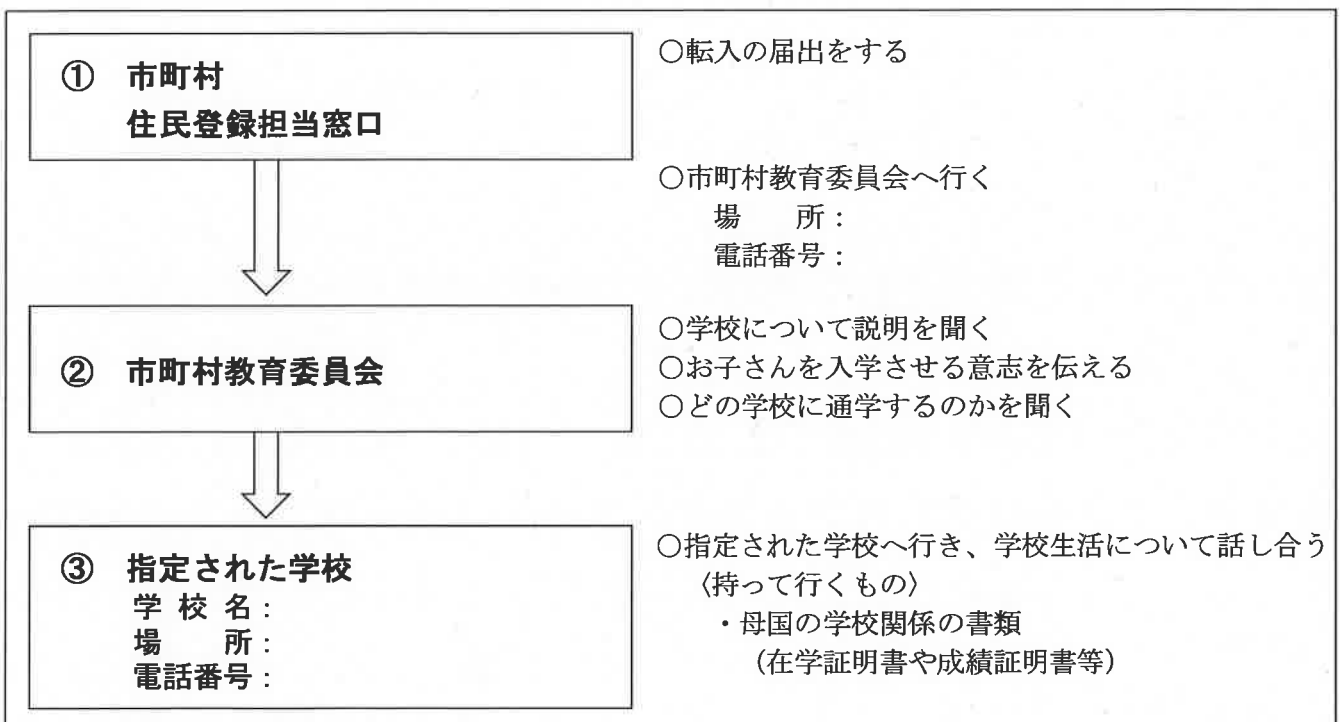 ① 市町村
住民登録担当窓口
○転入の届出をする
○市町村教育委員会へ行く
場　　所：
電話番号：
② 市町村教育委員会
○学校について説明を聞く
○お子さんを入学させる意志を伝える
○どの学校に通学するのかを聞く
③ 指定された学校
学 校 名：
場　　所：
電話番号：
○指定された学校へ行き、学校生活について話し合う
〈持って行くもの〉
・母国の学校関係の書類
（在学証明書や成績証明書等）